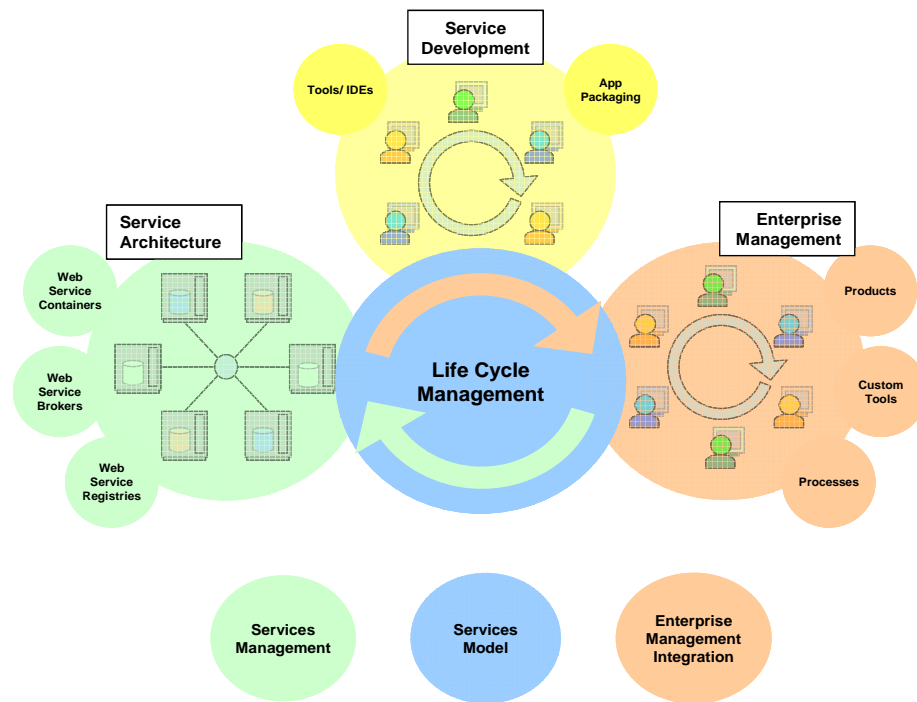 Service
Development
Tools/ IDEs
App
Packaging
Service
Architecture
Enterprise
Management
Web
Service
Containers
Products
Life Cycle
Management
Web
Service
Brokers
Custom
Tools
Web
Service
Registries
Processes
Services
Management
Services
Model
Enterprise
Management
Integration